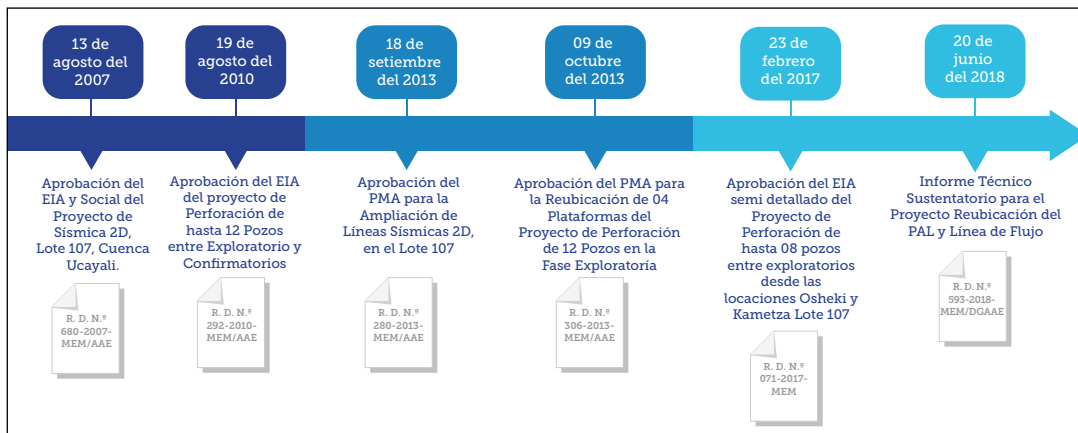 13 de
agosto del
2007
19 de
agosto del
2010
18 de
setiembre
del 2013
09 de
octubre
del 2013
23 de
febrero
del 2017
20 de
junio
del 2018
Aprobación del
EIA y Social del
Proyecto de
Sísmica 2D,
Lote 107, Cuenca
Ucayali.
Aprobación del EIA
del proyecto de
Perforación de
hasta 12 Pozos
entre Exploratorio y
Confirmatorios
Aprobación del
PMA para la
Ampliación de
Líneas Sísmicas 2D,
en el Lote 107
Aprobación del PMA para
la Reubicación de 04
Plataformas del
Proyecto de Perforación
de 12 Pozos en la
Fase Exploratoría
Aprobación del EIA
semi detallado del
Proyecto de
Perforación de
hasta 08 pozos
entre exploratorios
desde las
locaciones Osheki y
Kametza Lote 107
Informe Técnico
Sustentatorio para el
Proyecto Reubicación del
PAL y Línea de Flujo
R. D. N.º
680-2007-
MEM/AAE
R. D. N.º
292-2010-
MEM/AAE
R. D. N.º
280-2013-
MEM/AAE
R. D. N.º
306-2013-
MEM/AAE
R. D. N.º
071-2017-
MEM
R. D. N.º
593-2018-
MEM/DGAAE